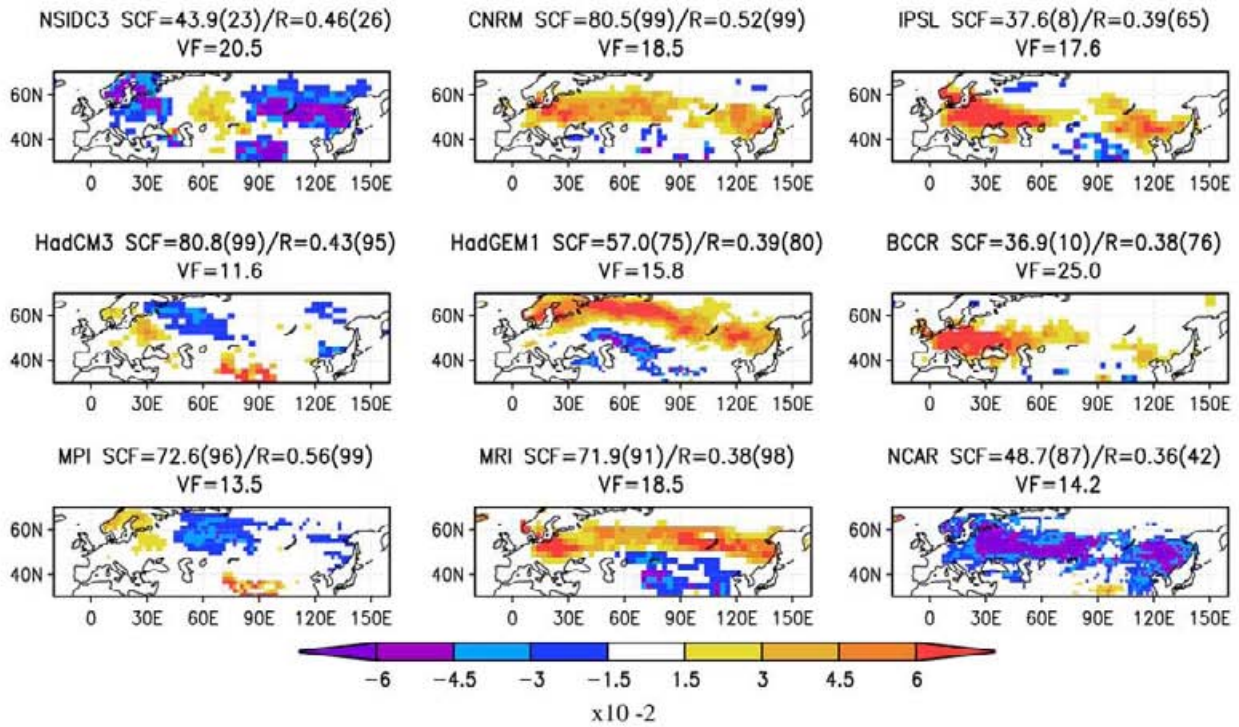 NSIDC3 SCF=43.9(23)/R=0.46(26)
VF=20.5
CNRM SCF=80.5(99)/R=0.52(99)
VF=18.5
IPSL SCF=37.6(8)/R=0.39(65)
VF=17.6
60N
40N
0 30E 60E 90E 120E 150E
60N
40N
0 30E 60E 90E 120E 150E
60N
40N
0 30E 60E 90E 120E 150E
HadCM3 SCF=80.8(99)/R=0.43(95)
VF=11.6
HadGEM1 SCF=57.0(75)/R=0.39(80)
VF=15.8
BCCR SCF=36.9(10)/R=0.38(76)
VF=25.0
60N
40N
0 30E 60E 90E 120E 150E
60N
40N
0 30E 60E 90E 120E 150E
60N
40N
0 30E 60E 90E 120E 150E
MPI SCF=72.6(96)/R=0.56(99)
VF=13.5
MRI SCF=71.9(91)/R=0.38(98)
VF=18.5
NCAR SCF=48.7(87)/R=0.36(42)
VF=14.2
60N
40N
0 30E 60E 90E 120E 150E
60N
40N
0 30E 60E 90E 120E 150E
60N
40N
0 30E 60E 90E 120E 150E
−6 −4.5 −3 −1.5 1.5 3 4.5 6
x10 -2